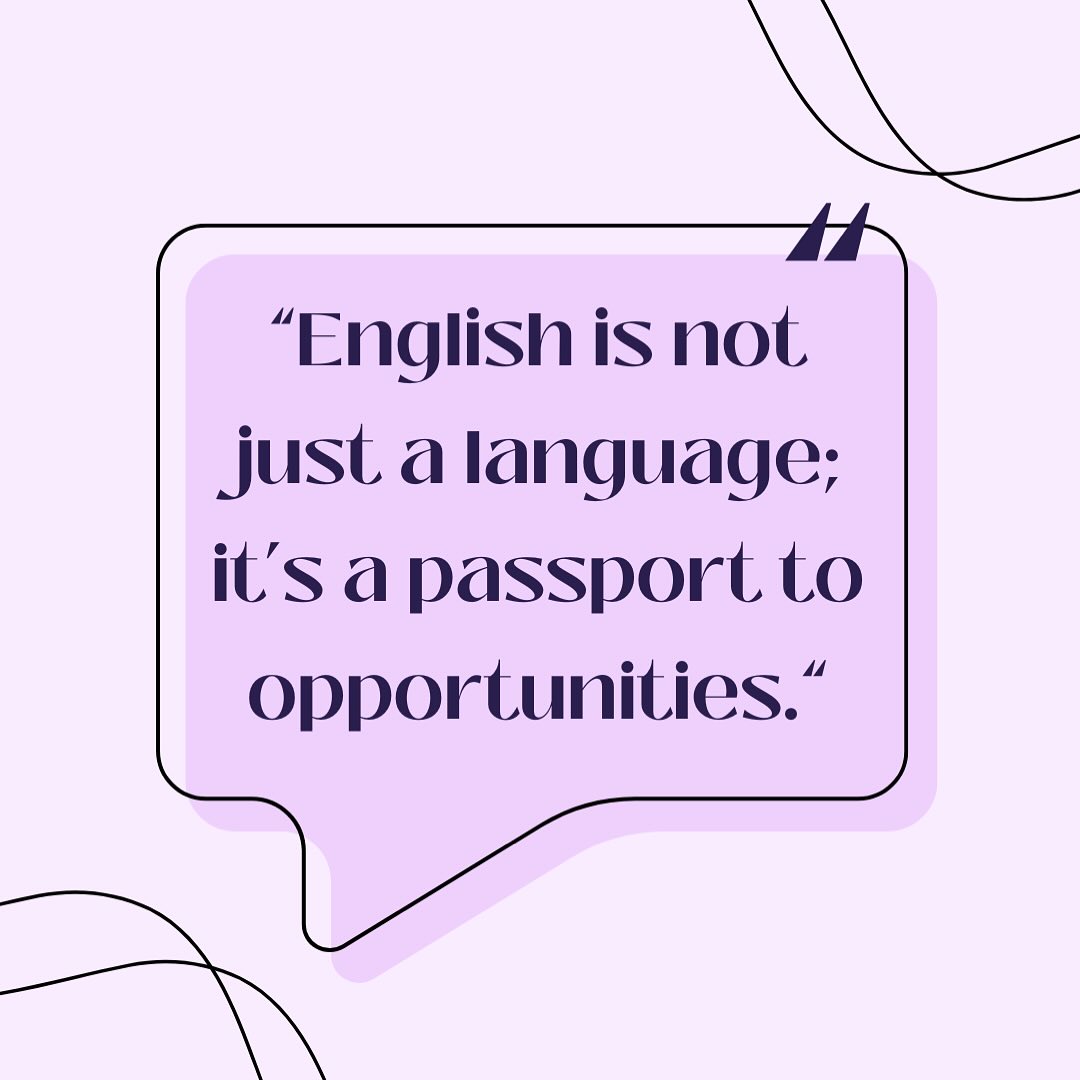 “English is not
just a language;
it's a passport to
opportunities.“